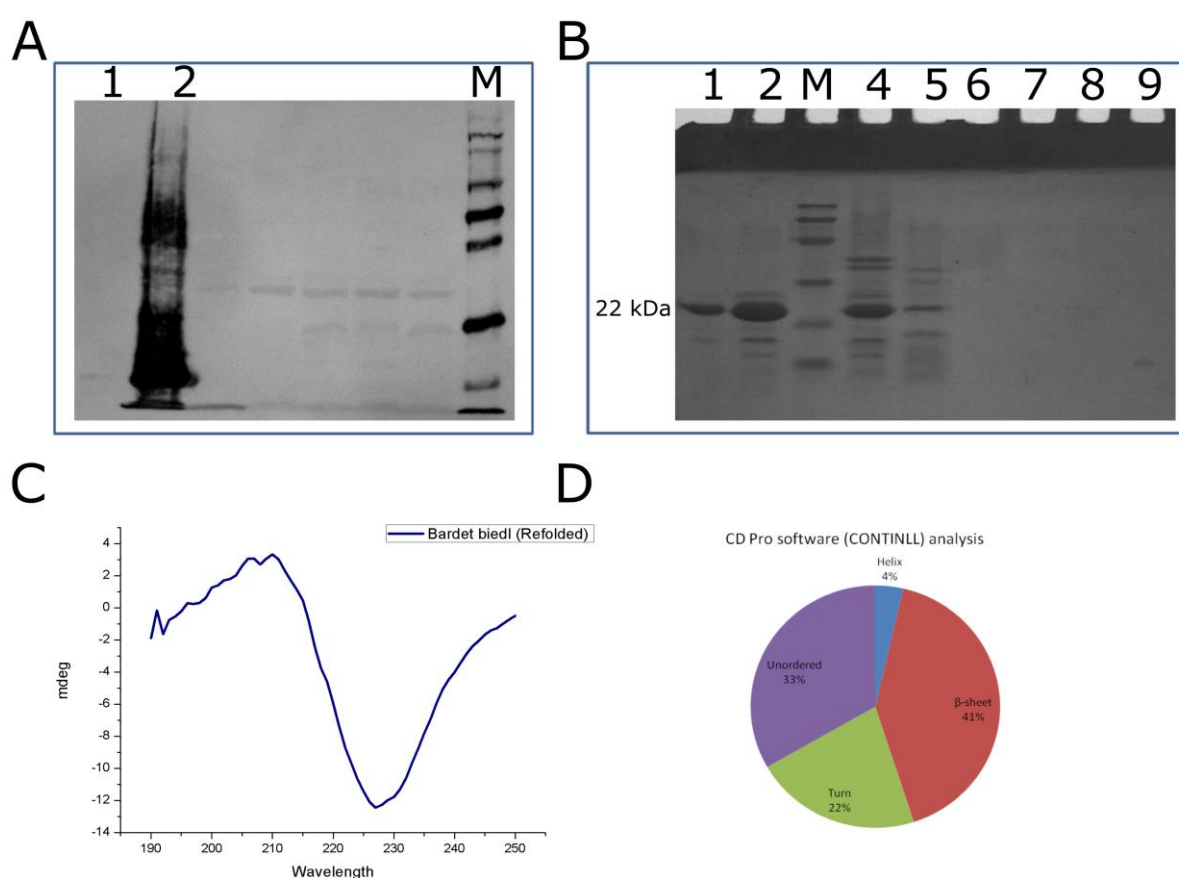 A
1 2 M
B
1 2 M 4 5 6 7 8 9
22 kDa
C
Bardet biedl (Refolded)
4
2
0
-2
-4
-6
-8
-10
-12
-14
mdeg
190 200 210 220 230 240 250
Wavelength
D
CD Pro software (CONTINLL) analysis
Helix
4%
Unordered
33%
β-sheet
41%
Turn
22%